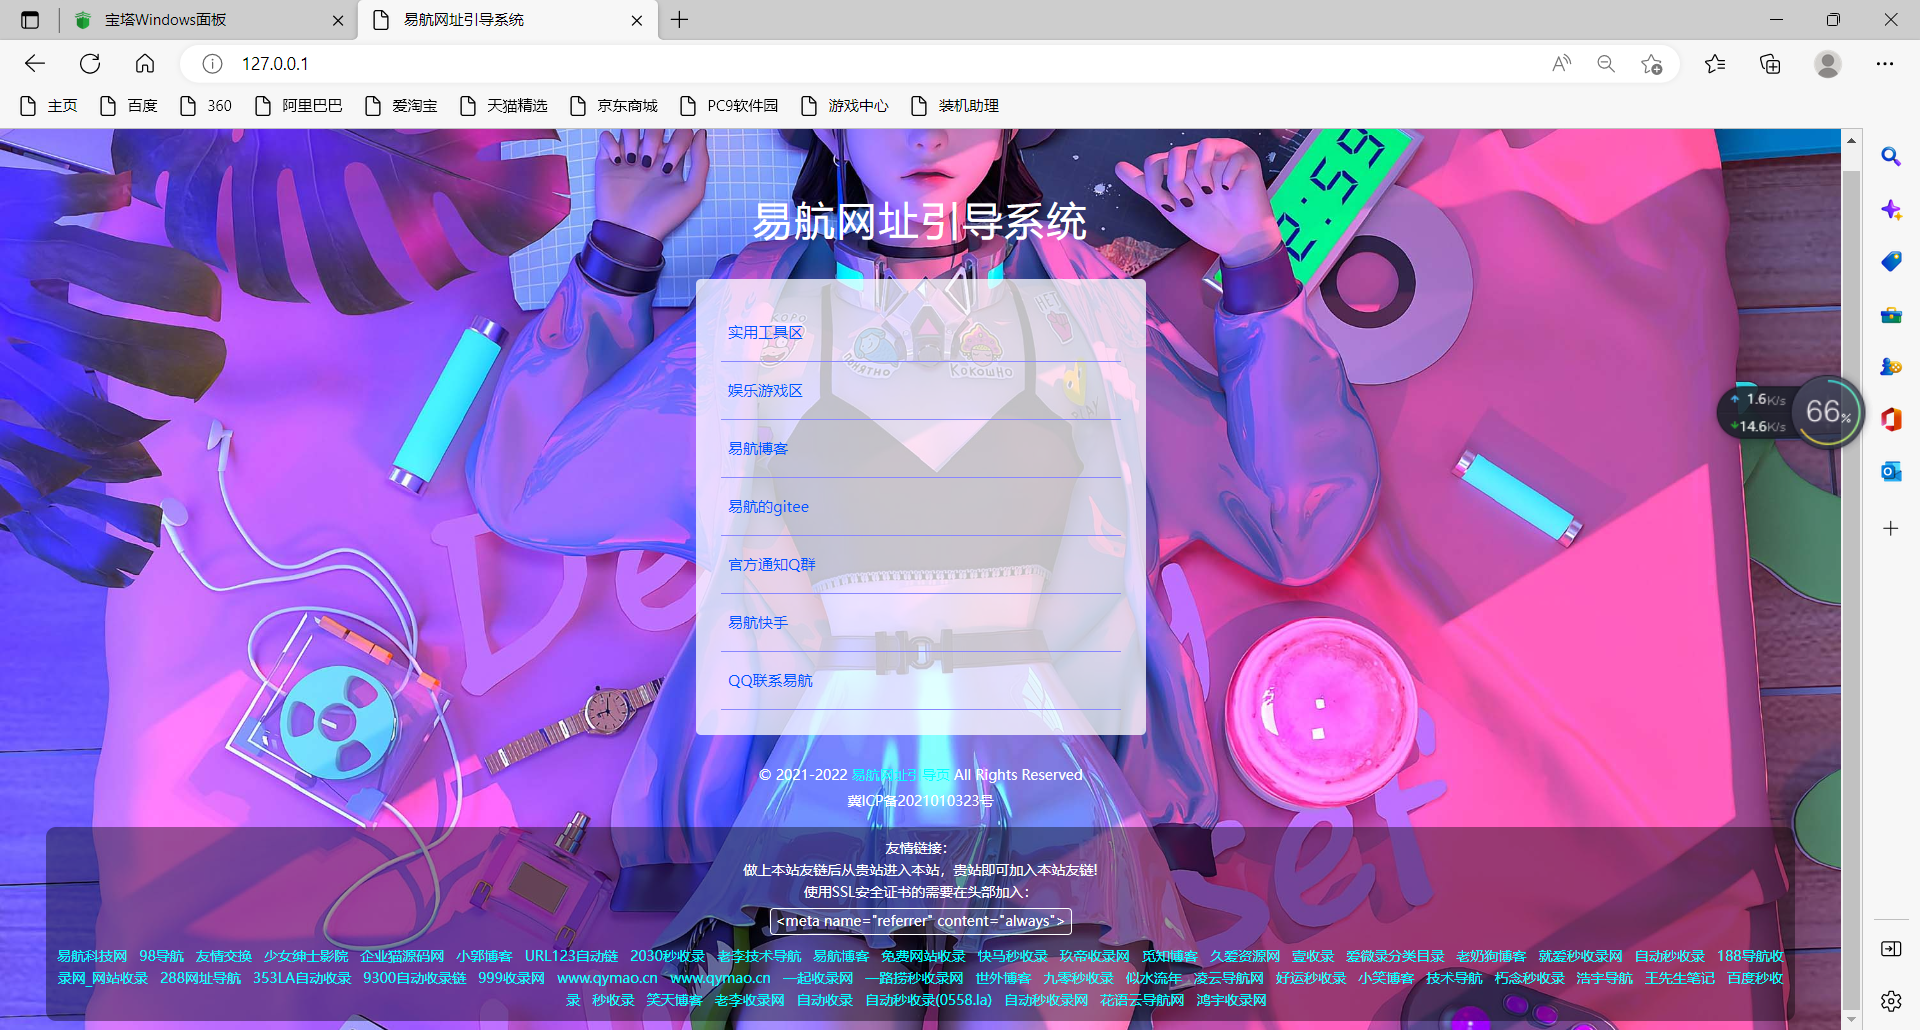 宝塔Windows面板
易航网址引导系统
127.0.0.1
主页 百度 360 阿里巴巴 爱淘宝 天猫精选 京东商城 PC9软件园 游戏中心 装机助理
2:59
易航网址引导系统
KOPO
HET
ПОНЯТНО
КОКОШНО
PLAY
实用工具区
娱乐游戏区
易航博客
易航的gitee
官方通知Q群
易航快手
QQ联系易航
1.6K/s
14.6K/s
66%
© 2021-2022 易航网址引导页 All Rights Reserved
冀ICP备2021010323号
友情链接：
做上本站友链后从贵站进入本站，贵站即可加入本站友链!
使用SSL安全证书的需要在头部加入：
<meta name="referrer" content="always">
易航科技网 98导航 友情交换 少女绅士影院 企业猫源码网 小郭博客 URL123自动链 2030秒收录 老李技术导航 易航博客 免费网站收录 快马秒收录 玖帝收录网 觅知博客 久爱资源网 壹收录 爱微录分类目录 老奶狗博客 就爱秒收录网 自动秒收录 188导航收
录网_网站收录 288网址导航 353LA自动收录 9300自动收录链 999收录网 www.qymao.cn www.qymao.cn 一起收录网 一路捞秒收录网 世外博客 九零秒收录 似水流年 凌云导航网 好运秒收录 小笑博客 技术导航 朽念秒收录 浩宇导航 王先生笔记 百度秒收
录 秒收录 笑天博客 老李收录网 自动收录 自动秒收录(0558.la) 自动秒收录网 花语云导航网 鸿宇收录网